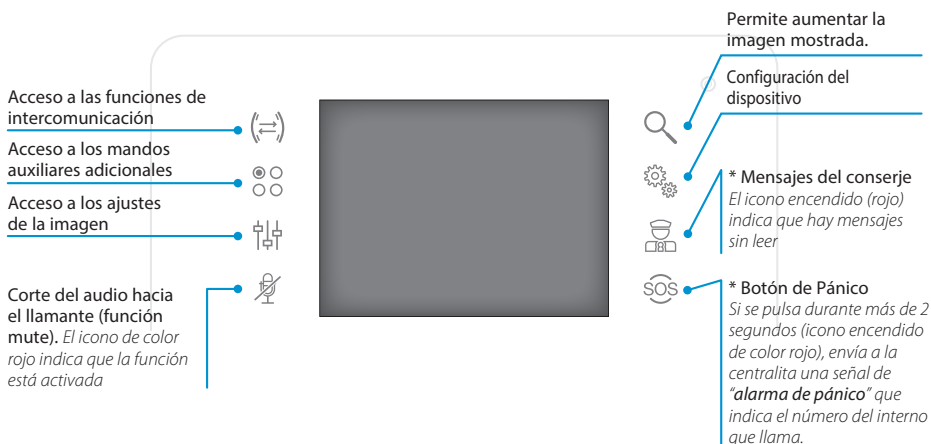 Acceso a las funciones de
intercomunicación
Acceso a los mandos
auxiliares adicionales
Acceso a los ajustes
de la imagen
Corte del audio hacia
el llamante (función
mute). El icono de color
rojo indica que la función
está activada
Permite aumentar la
imagen mostrada.
Configuración del
dispositivo
* Mensajes del conserje
El icono encendido (rojo)
indica que hay mensajes
sin leer
SOS
* Botón de Pánico
Si se pulsa durante más de 2
segundos (icono encendido
de color rojo), envía a la
centralita una señal de
“alarma de pánico” que
indica el número del interno
que llama.